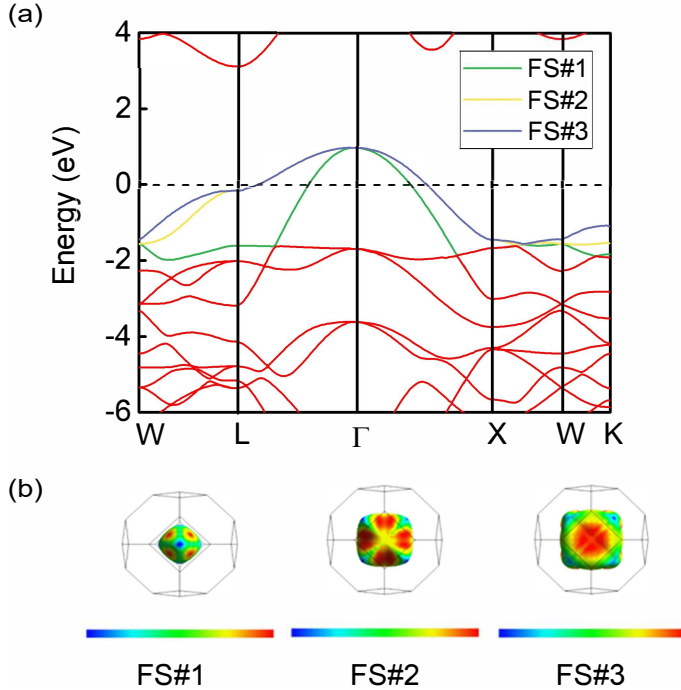 (a)
4
2
0
-2
-4
-6
Energy (eV)
FS#1
FS#2
FS#3
W L Γ X W K
(b)
FS#1 FS#2 FS#3